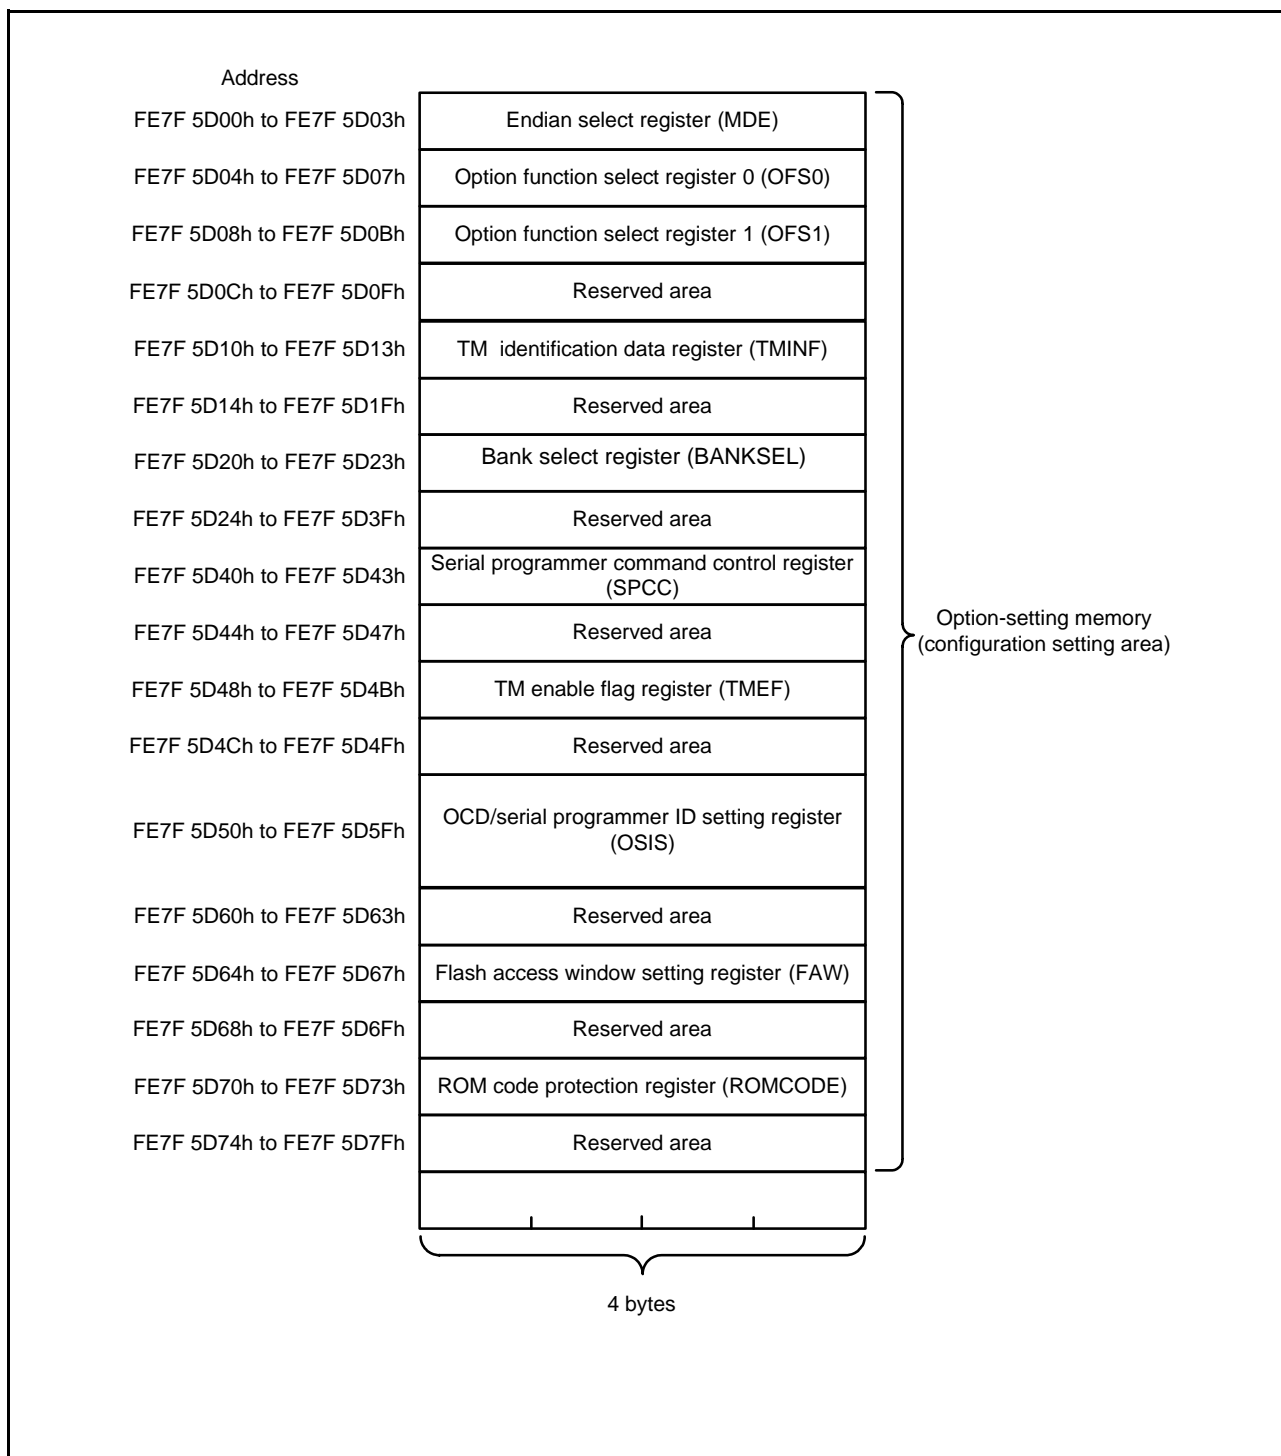 Address
FE7F 5D00h to FE7F 5D03h Endian select register (MDE)
FE7F 5D04h to FE7F 5D07h Option function select register 0 (OFS0)
FE7F 5D08h to FE7F 5D0Bh Option function select register 1 (OFS1)
FE7F 5D0Ch to FE7F 5D0Fh Reserved area
FE7F 5D10h to FE7F 5D13h TM identification data register (TMINF)
FE7F 5D14h to FE7F 5D1Fh Reserved area
FE7F 5D20h to FE7F 5D23h Bank select register (BANKSEL)
FE7F 5D24h to FE7F 5D3Fh Reserved area
FE7F 5D40h to FE7F 5D43h Serial programmer command control register
(SPCC)
FE7F 5D44h to FE7F 5D47h Reserved area
FE7F 5D48h to FE7F 5D4Bh TM enable flag register (TMEF)
FE7F 5D4Ch to FE7F 5D4Fh Reserved area
FE7F 5D50h to FE7F 5D5Fh OCD/serial programmer ID setting register
(OSIS)
FE7F 5D60h to FE7F 5D63h Reserved area
FE7F 5D64h to FE7F 5D67h Flash access window setting register (FAW)
FE7F 5D68h to FE7F 5D6Fh Reserved area
FE7F 5D70h to FE7F 5D73h ROM code protection register (ROMCODE)
FE7F 5D74h to FE7F 5D7Fh Reserved area
Option-setting memory
(configuration setting area)
4 bytes